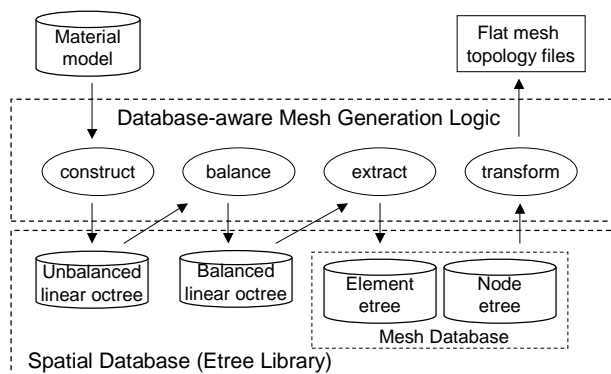 Material
model
Flat mesh
topology files
Database-aware Mesh Generation Logic
construct
balance
extract
transform
Unbalanced
linear octree
Balanced
linear octree
Element
etree
Node
etree
Mesh Database
Spatial Database (Etree Library)